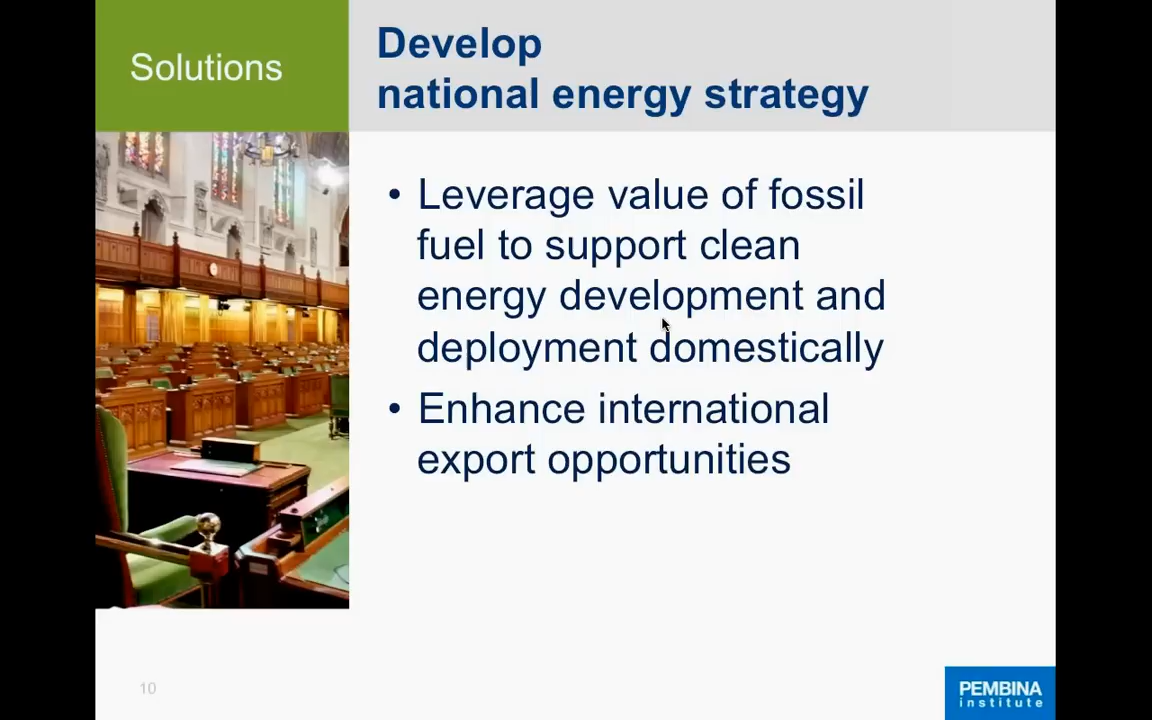 Solutions
Develop
national energy strategy
• Leverage value of fossil
fuel to support clean
energy development and
deployment domestically
• Enhance international
export opportunities
10
PEMBINA
institute